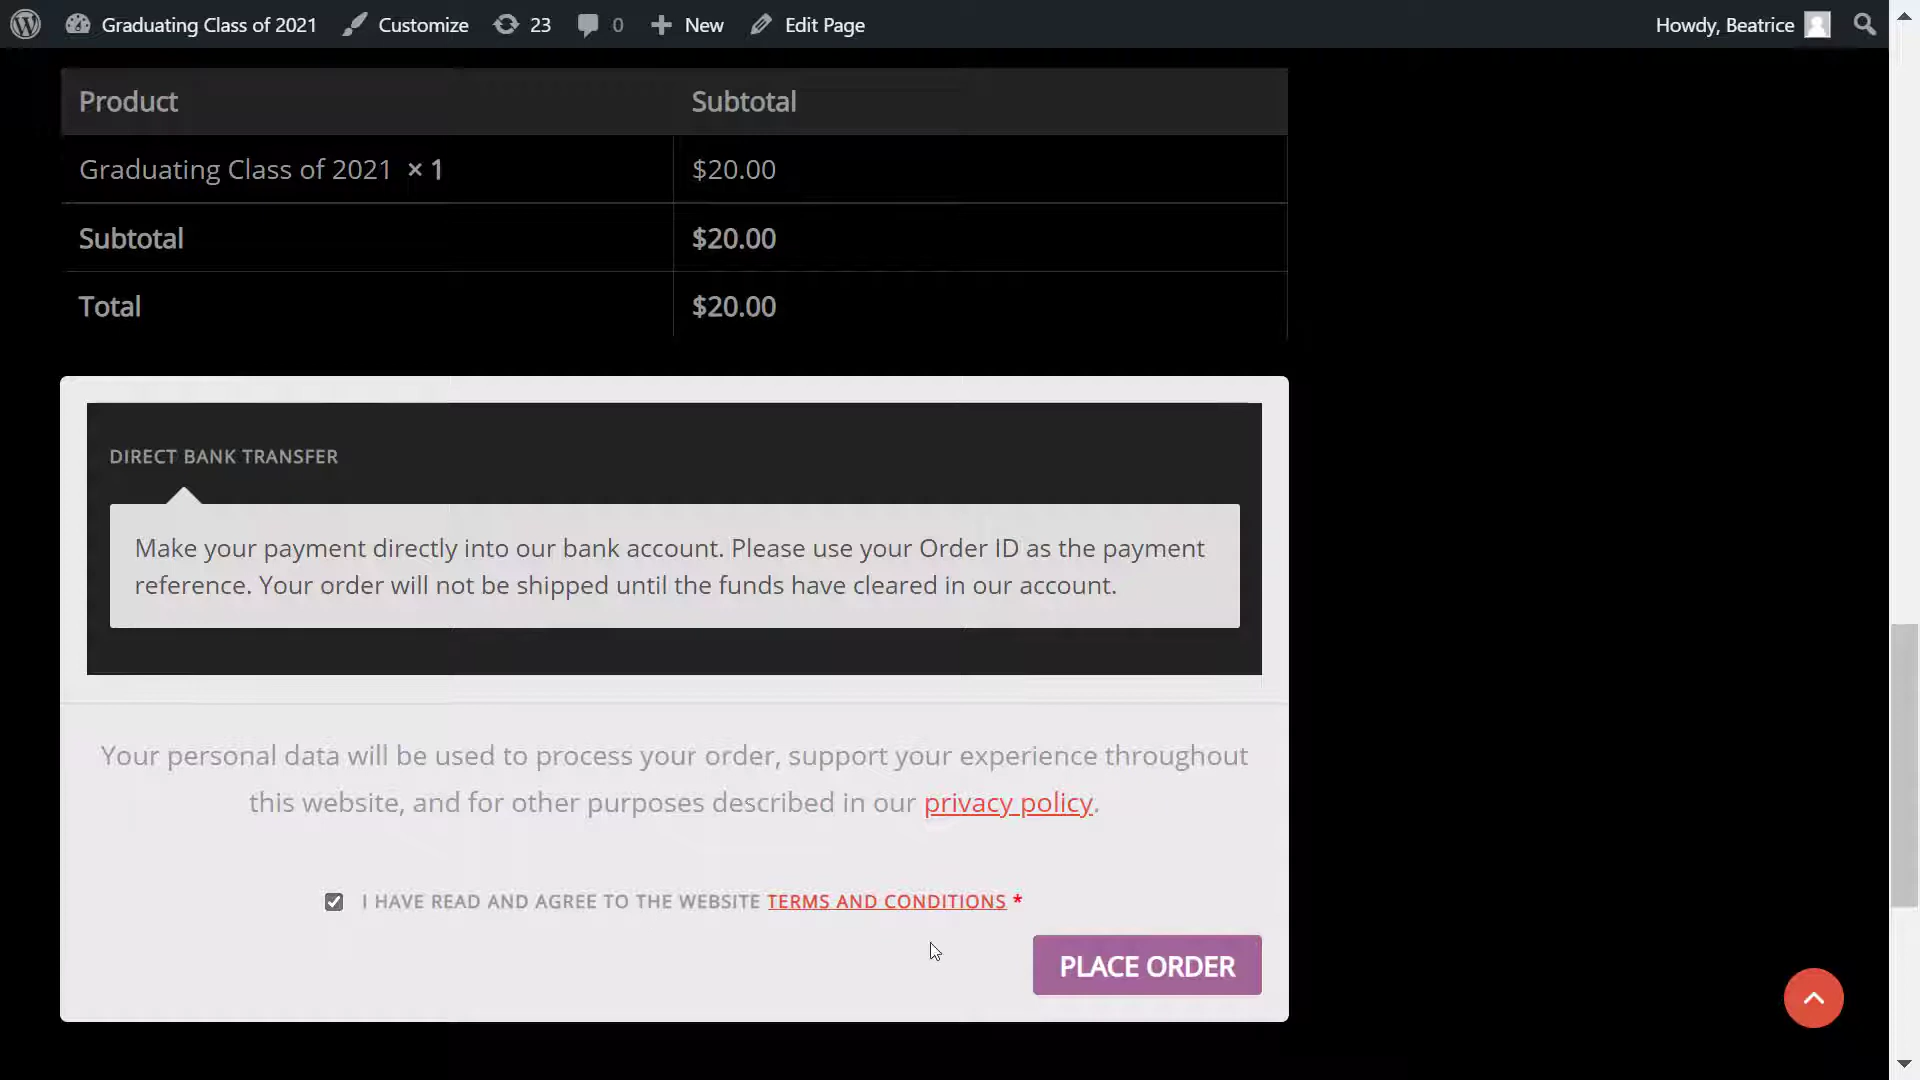 Graduating Class of 2021 Customize 23 0 New Edit Page Howdy, Beatrice
Product Subtotal
Graduating Class of 2021 × 1 $20.00
Subtotal $20.00
Total $20.00
DIRECT BANK TRANSFER
Make your payment directly into our bank account. Please use your Order ID as the payment
reference. Your order will not be shipped until the funds have cleared in our account.
Your personal data will be used to process your order, support your experience throughout
this website, and for other purposes described in our privacy policy.
I HAVE READ AND AGREE TO THE WEBSITE TERMS AND CONDITIONS *
PLACE ORDER